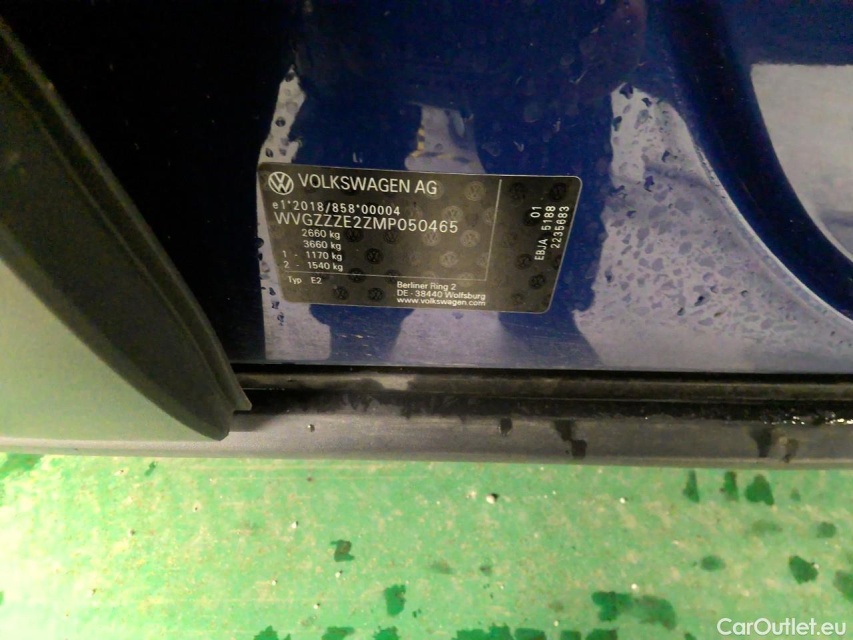 VOLKSWAGEN AG
e1*2018/858*00004
WVGZZZE2ZMP050465
2660 kg
3660 kg
1 - 1170 kg
2 - 1540 kg
Typ E2
Berliner Ring 2
DE - 38440 Wolfsburg
www.volkswagen.com
01
EBJA 5188
2235683
CarOutlet.eu